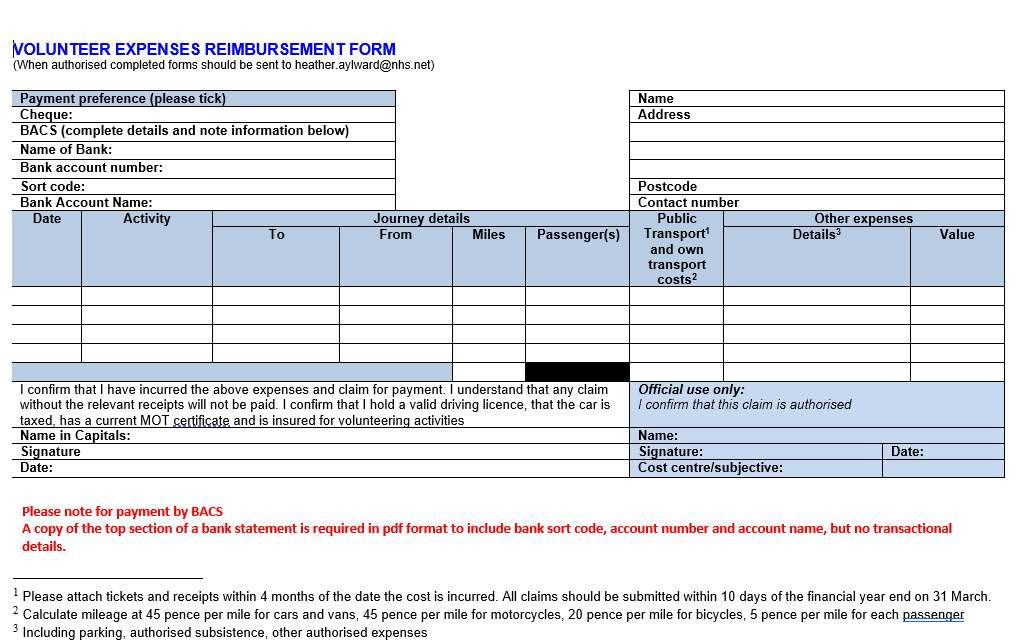 VOLUNTEER EXPENSES REIMBURSEMENT FORM
(When authorised completed forms should be sent to heather.aylward@nhs.net)
Payment preference (please tick)
Cheque:
BACS (complete details and note information below)
Name of Bank:
Bank account number:
Sort code:
Bank Account Name:
Name
Address
Postcode
Contact number
Date
Activity
Journey details
To
From
Miles
Passenger(s)
Public
Transport¹
and own
transport
costs²
Other expenses
Details³
Value
I confirm that I have incurred the above expenses and claim for payment. I understand that any claim
without the relevant receipts will not be paid. I confirm that I hold a valid driving licence, that the car is
taxed, has a current MOT certificate and is insured for volunteering activities
Name in Capitals:
Signature
Date:
Official use only:
I confirm that this claim is authorised
Name:
Signature:
Date:
Cost centre/subjective:
Please note for payment by BACS
A copy of the top section of a bank statement is required in pdf format to include bank sort code, account number and account name, but no transactional
details.
¹ Please attach tickets and receipts within 4 months of the date the cost is incurred. All claims should be submitted within 10 days of the financial year end on 31 March.
² Calculate mileage at 45 pence per mile for cars and vans, 45 pence per mile for motorcycles, 20 pence per mile for bicycles, 5 pence per mile for each passenger
³ Including parking, authorised subsistence, other authorised expenses